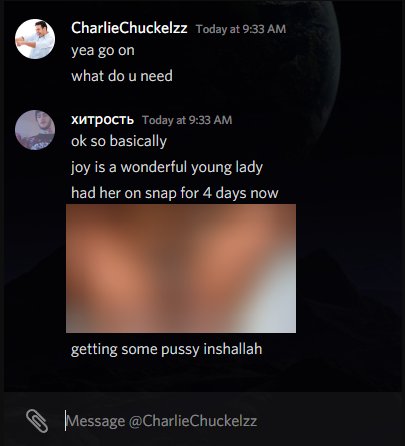 CharlieChuckelzz Today at 9:33 AM
yea go on
what do u need
хитрость Today at 9:33 AM
ok so basically
joy is a wonderful young lady
had her on snap for 4 days now
getting some pussy inshallah
Message @CharlieChuckelzz